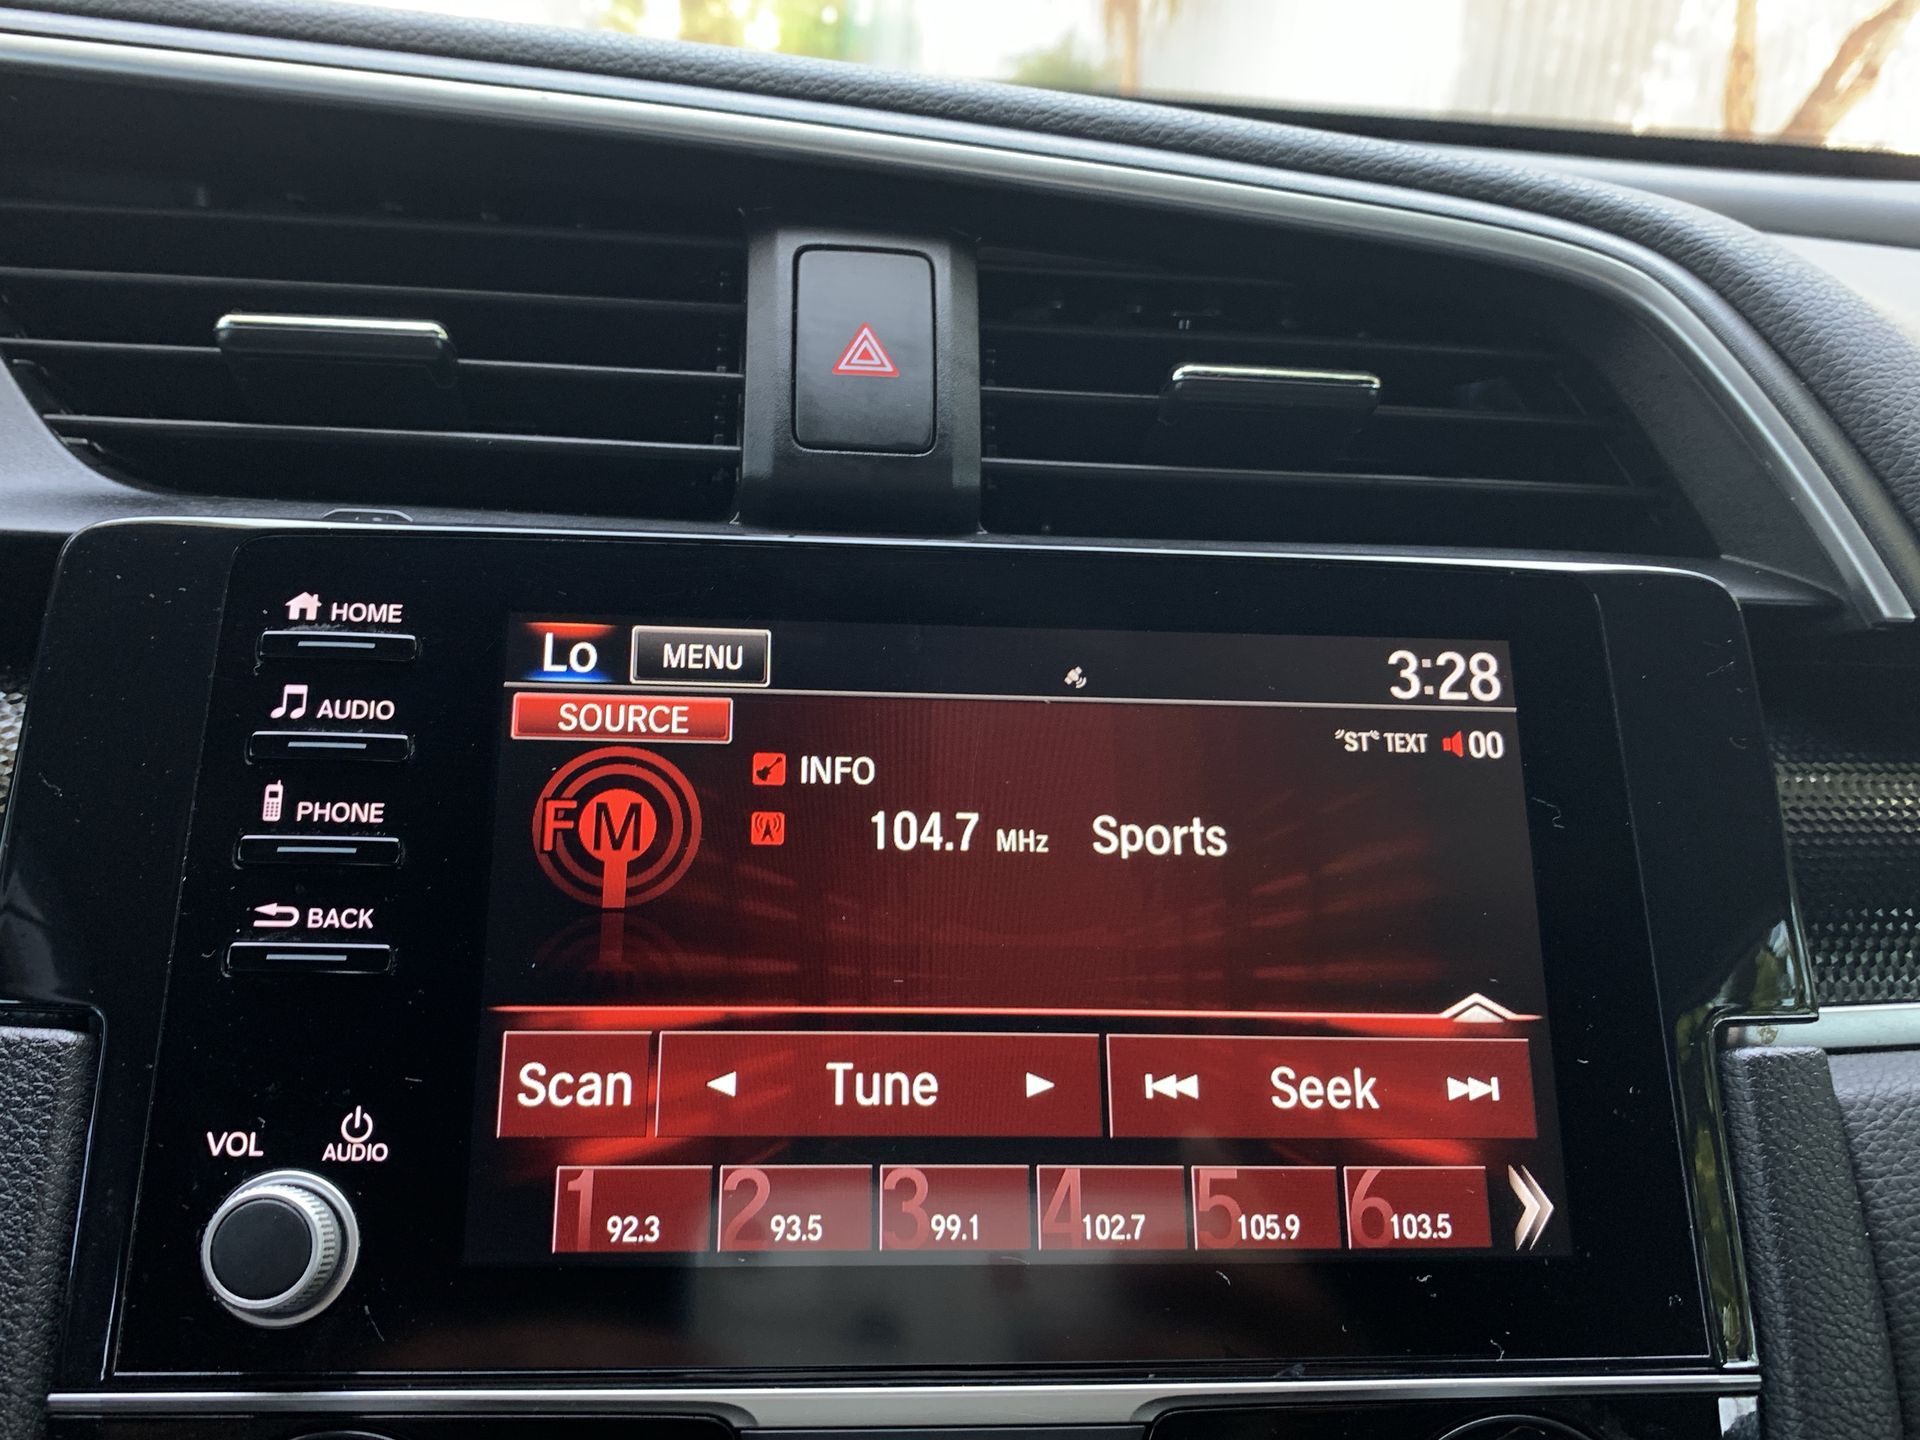 HOME
AUDIO
PHONE
BACK
VOL
AUDIO
Lo MENU 3:28
SOURCE
"ST" TEXT 00
FM
INFO
104.7 MHz Sports
Scan Tune Seek
1 92.3 2 93.5 3 99.1 4 102.7 5 105.9 6 103.5